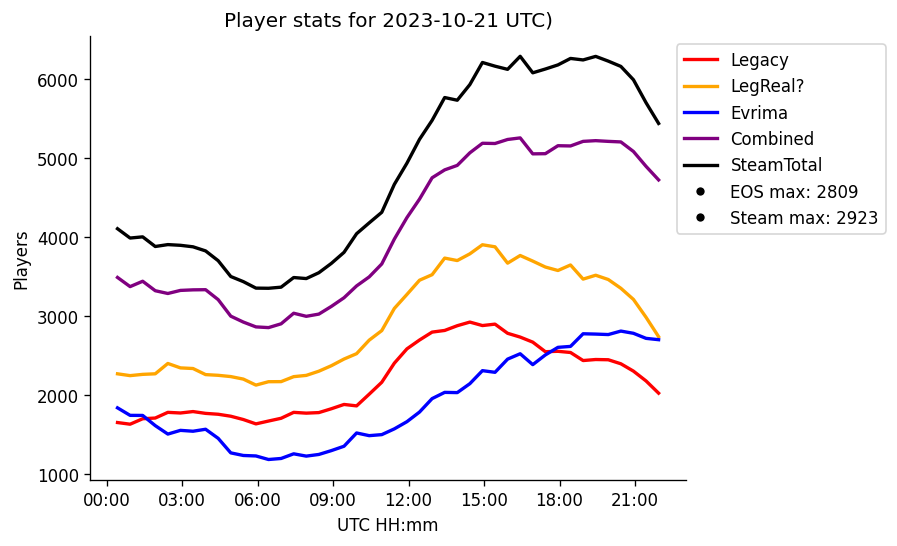 Player stats for 2023-10-21 UTC)
Legacy
LegReal?
Evrima
Combined
SteamTotal
EOS max: 2809
Steam max: 2923
Players
6000
5000
4000
3000
2000
1000
00:00 03:00 06:00 09:00 12:00 15:00 18:00 21:00
UTC HH:mm